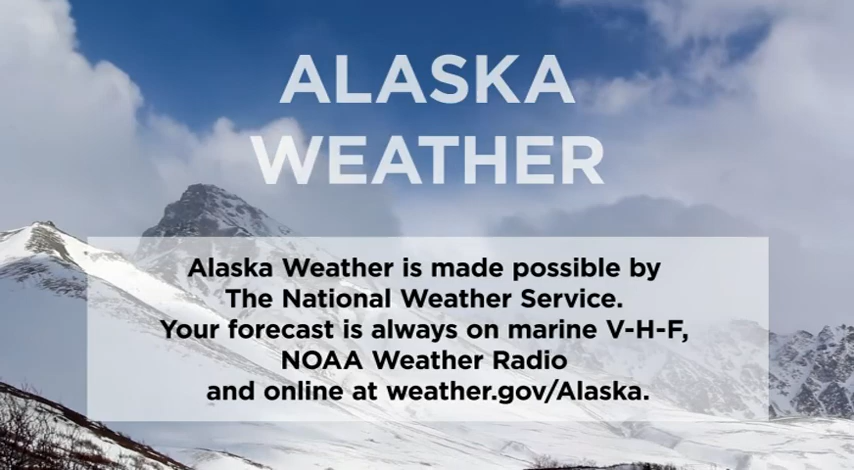 ALASKA
WEATHER
Alaska Weather is made possible by
The National Weather Service.
Your forecast is always on marine V-H-F,
NOAA Weather Radio
and online at weather.gov/Alaska.